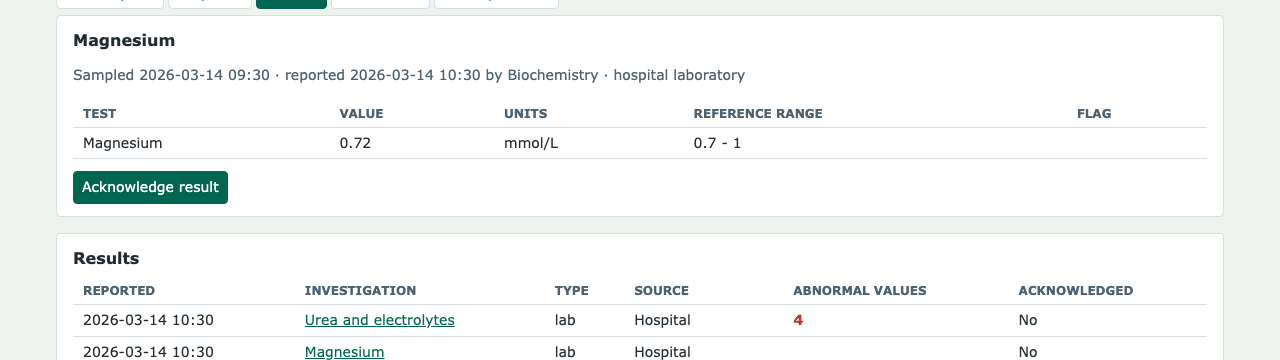 Magnesium
Sampled 2026-03-14 09:30 · reported 2026-03-14 10:30 by Biochemistry · hospital laboratory
TEST VALUE UNITS REFERENCE RANGE FLAG
Magnesium 0.72 mmol/L 0.7 - 1
Acknowledge result
Results
REPORTED INVESTIGATION TYPE SOURCE ABNORMAL VALUES ACKNOWLEDGED
2026-03-14 10:30 Urea and electrolytes lab Hospital 4 No
2026-03-14 10:30 Magnesium lab Hospital No